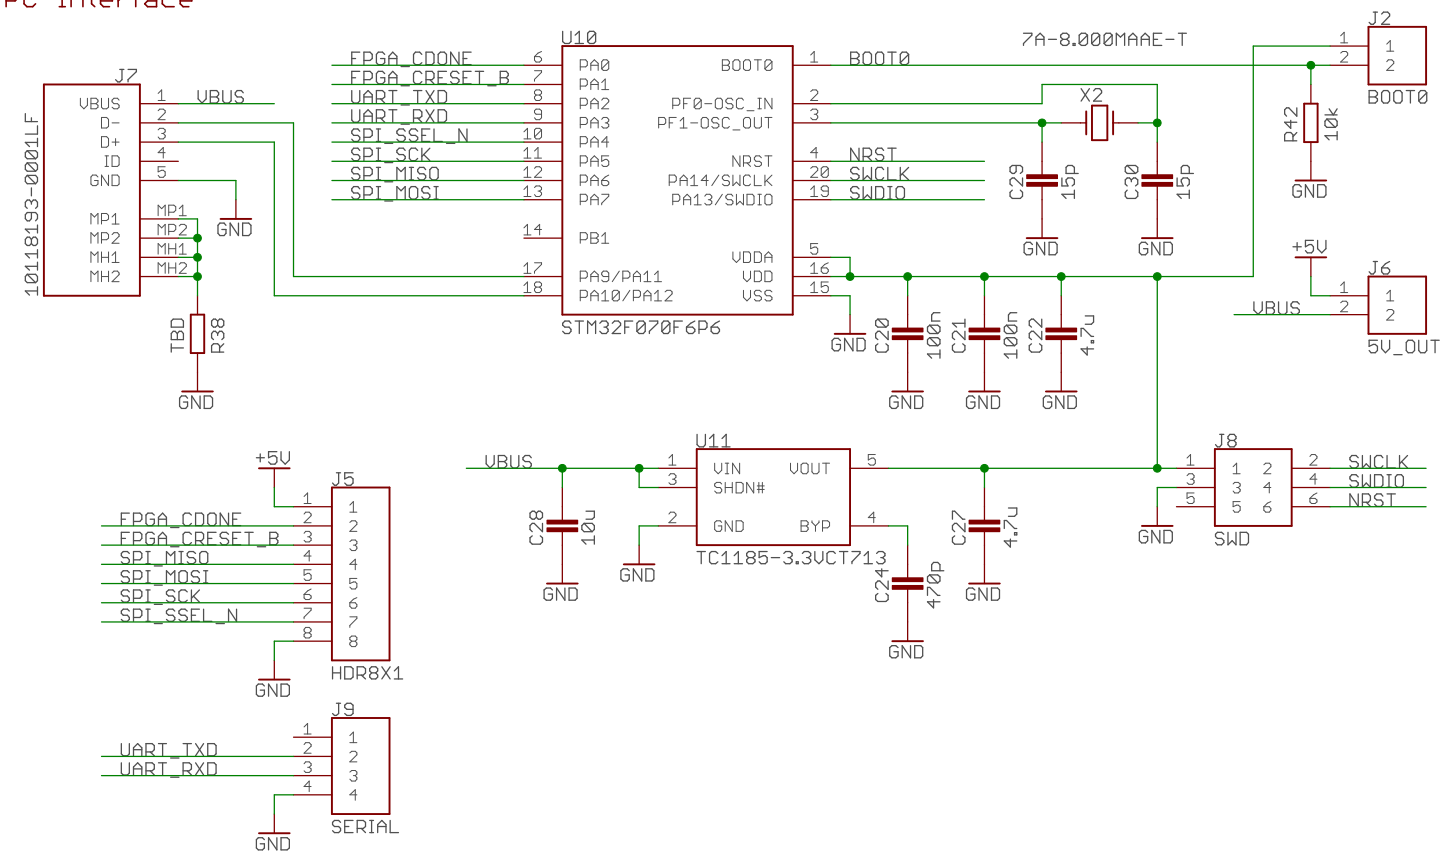 PC Interface
J7
VBUS 1 VBUS
D- 2
D+ 3
ID 4
GND 5
MP1 MP1
MP2 MP2
MH1 MH1
MH2 MH2
10118193-0001LF
GND
TBD
R38
GND
U10
FPGA_CDONE 6 PA0
FPGA_CRESET_B 7 PA1
UART_TXD 8 PA2
UART_RXD 9 PA3
SPI_SSEL_N 10 PA4
SPI_SCK 11 PA5
SPI_MISO 12 PA6
SPI_MOSI 13 PA7
14 PB1
17 PA9/PA11
18 PA10/PA12
BOOT0 1 BOOT0
PF0-OSC_IN 2
PF1-OSC_OUT 3
NRST 4 NRST
PA14/SWCLK 20 SWCLK
PA13/SWDIO 19 SWDIO
VDDA 5
VDD 16
VSS 15
STM32F070F6P6
7A-8.000MAAE-T
X2
C29
15p
C30
15p
GND
GND
J2
1 1
2 2
BOOT0
R42
10k
GND
+5V
J6
1 1
VBUS 2 2
5V_OUT
GND
C20
100n
C21
100n
C22
4.7u
GND
GND
GND
+5V
J5
1 1
FPGA_CDONE 2 2
FPGA_CRESET_B 3 3
SPI_MISO 4 4
SPI_MOSI 5 5
SPI_SCK 6 6
SPI_SSEL_N 7 7
8 8
GND
HDR8X1
U11
VBUS 1 VIN VOUT 5
3 SHDN#
2 GND BYP 4
TC1185-3.3VCT713
C28
10u
GND
GND
C24
470p
GND
C27
4.7u
GND
J8
1 1 2 2 SWCLK
3 3 4 4 SWDIO
5 5 6 6 NRST
GND
SWD
J9
1 1
UART_TXD 2 2
UART_RXD 3 3
4 4
GND
SERIAL